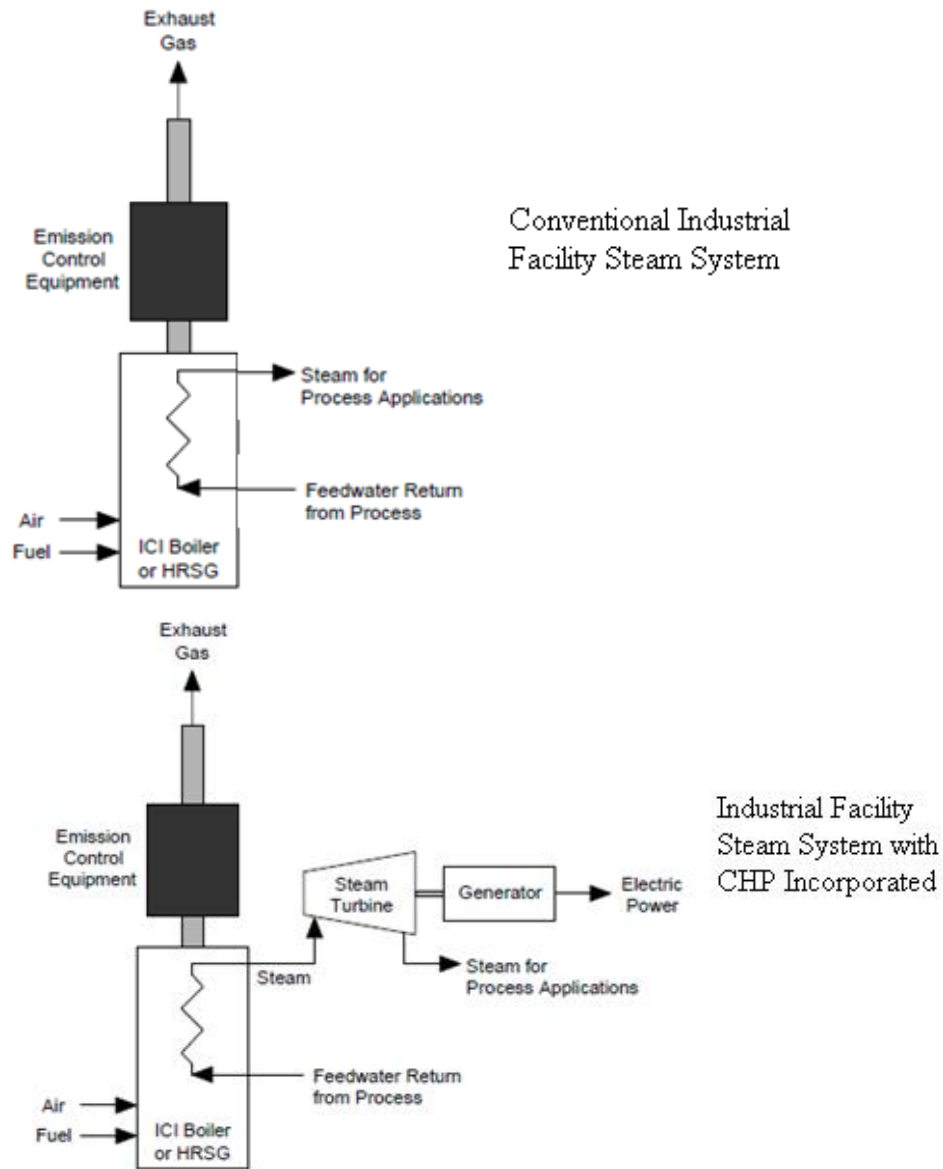 Exhaust
Gas
Conventional Industrial
Facility Steam System
Emission
Control
Equipment
Steam for
Process Applications
Feedwater Return
from Process
Air
Fuel
ICI Boiler
or HRSG
Exhaust
Gas
Industrial Facility
Steam System with
CHP Incorporated
Emission
Control
Equipment
Steam
Turbine
Generator
Electric
Power
Steam
Steam for
Process Applications
Feedwater Return
from Process
Air
Fuel
ICI Boiler
or HRSG